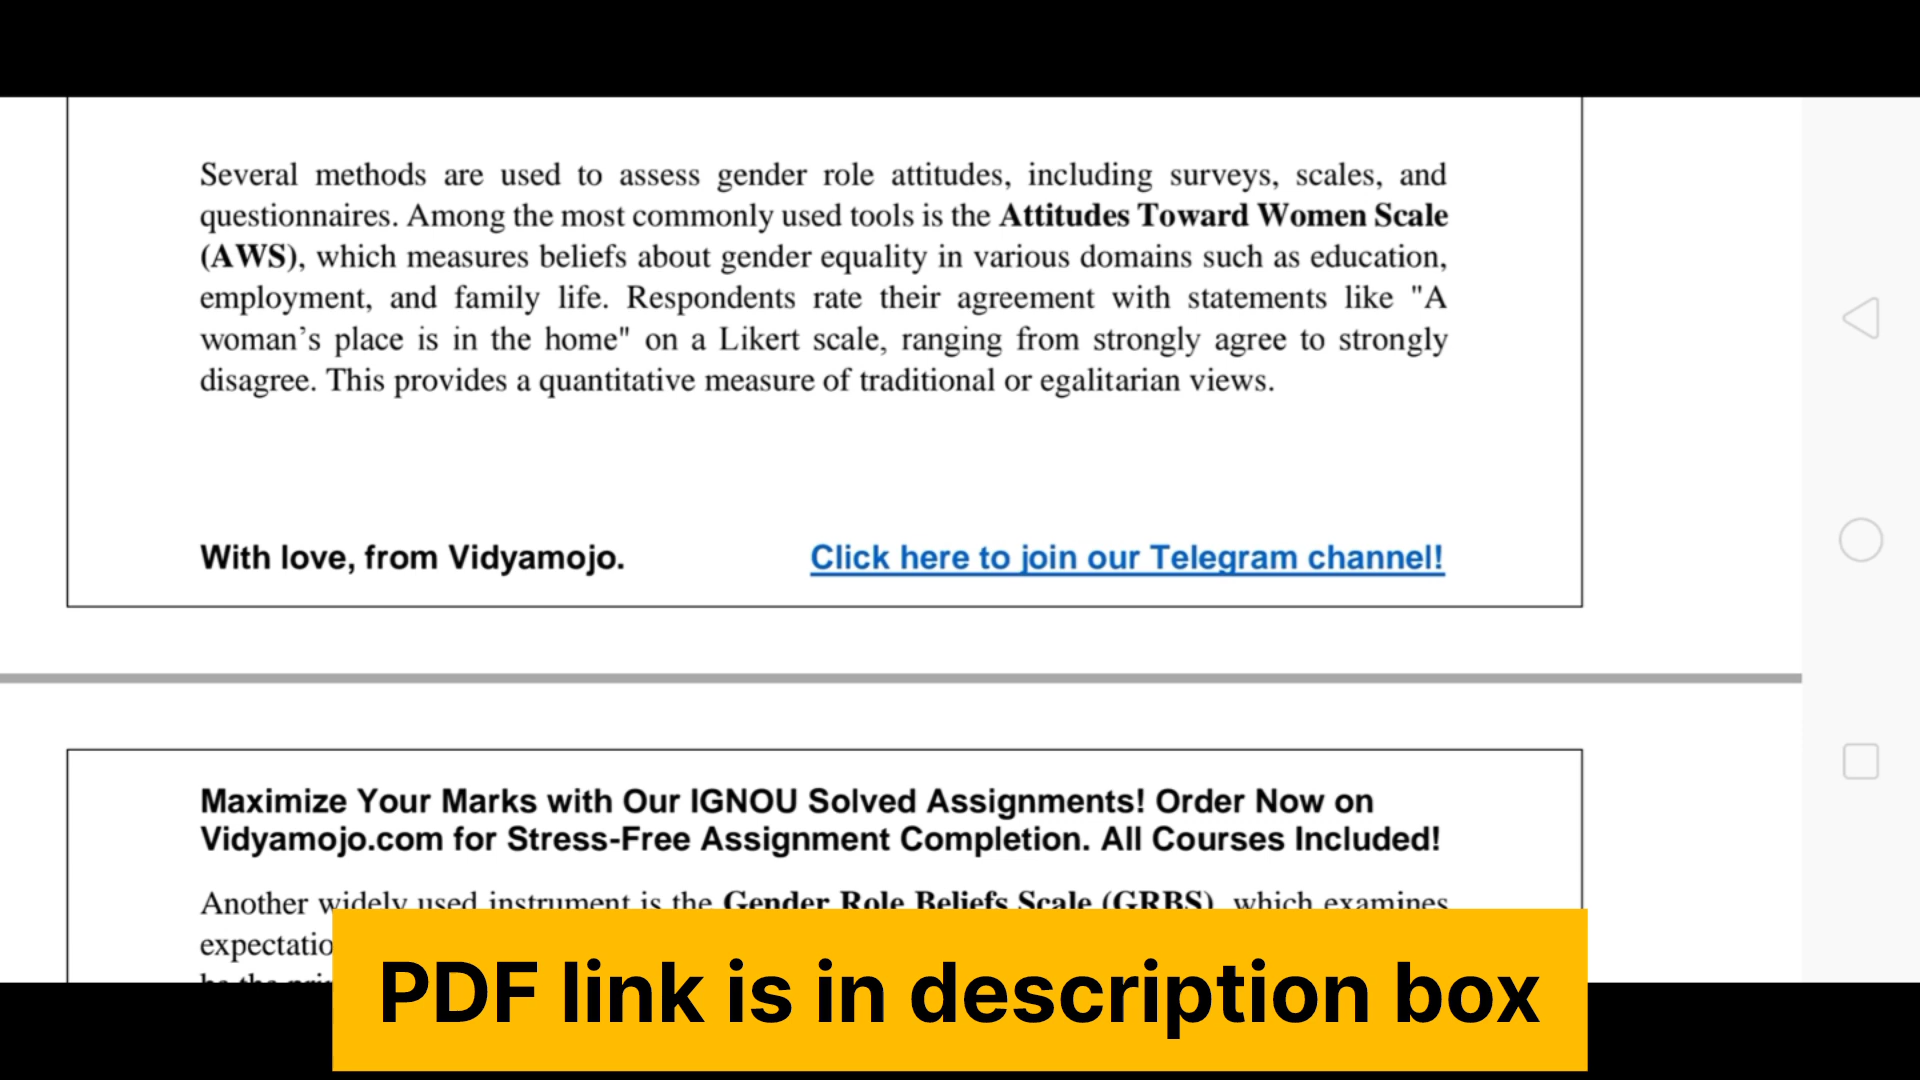 Several methods are used to assess gender role attitudes, including surveys, scales, and
questionnaires. Among the most commonly used tools is the Attitudes Toward Women Scale
(AWS), which measures beliefs about gender equality in various domains such as education,
employment, and family life. Respondents rate their agreement with statements like "A
woman’s place is in the home" on a Likert scale, ranging from strongly agree to strongly
disagree. This provides a quantitative measure of traditional or egalitarian views.
With love, from Vidyamojo. Click here to join our Telegram channel!
Maximize Your Marks with Our IGNOU Solved Assignments! Order Now on
Vidyamojo.com for Stress-Free Assignment Completion. All Courses Included!
Another widely used instrument is the Gender Role Beliefs Scale (GRBS), which examines
PDF link is in description box